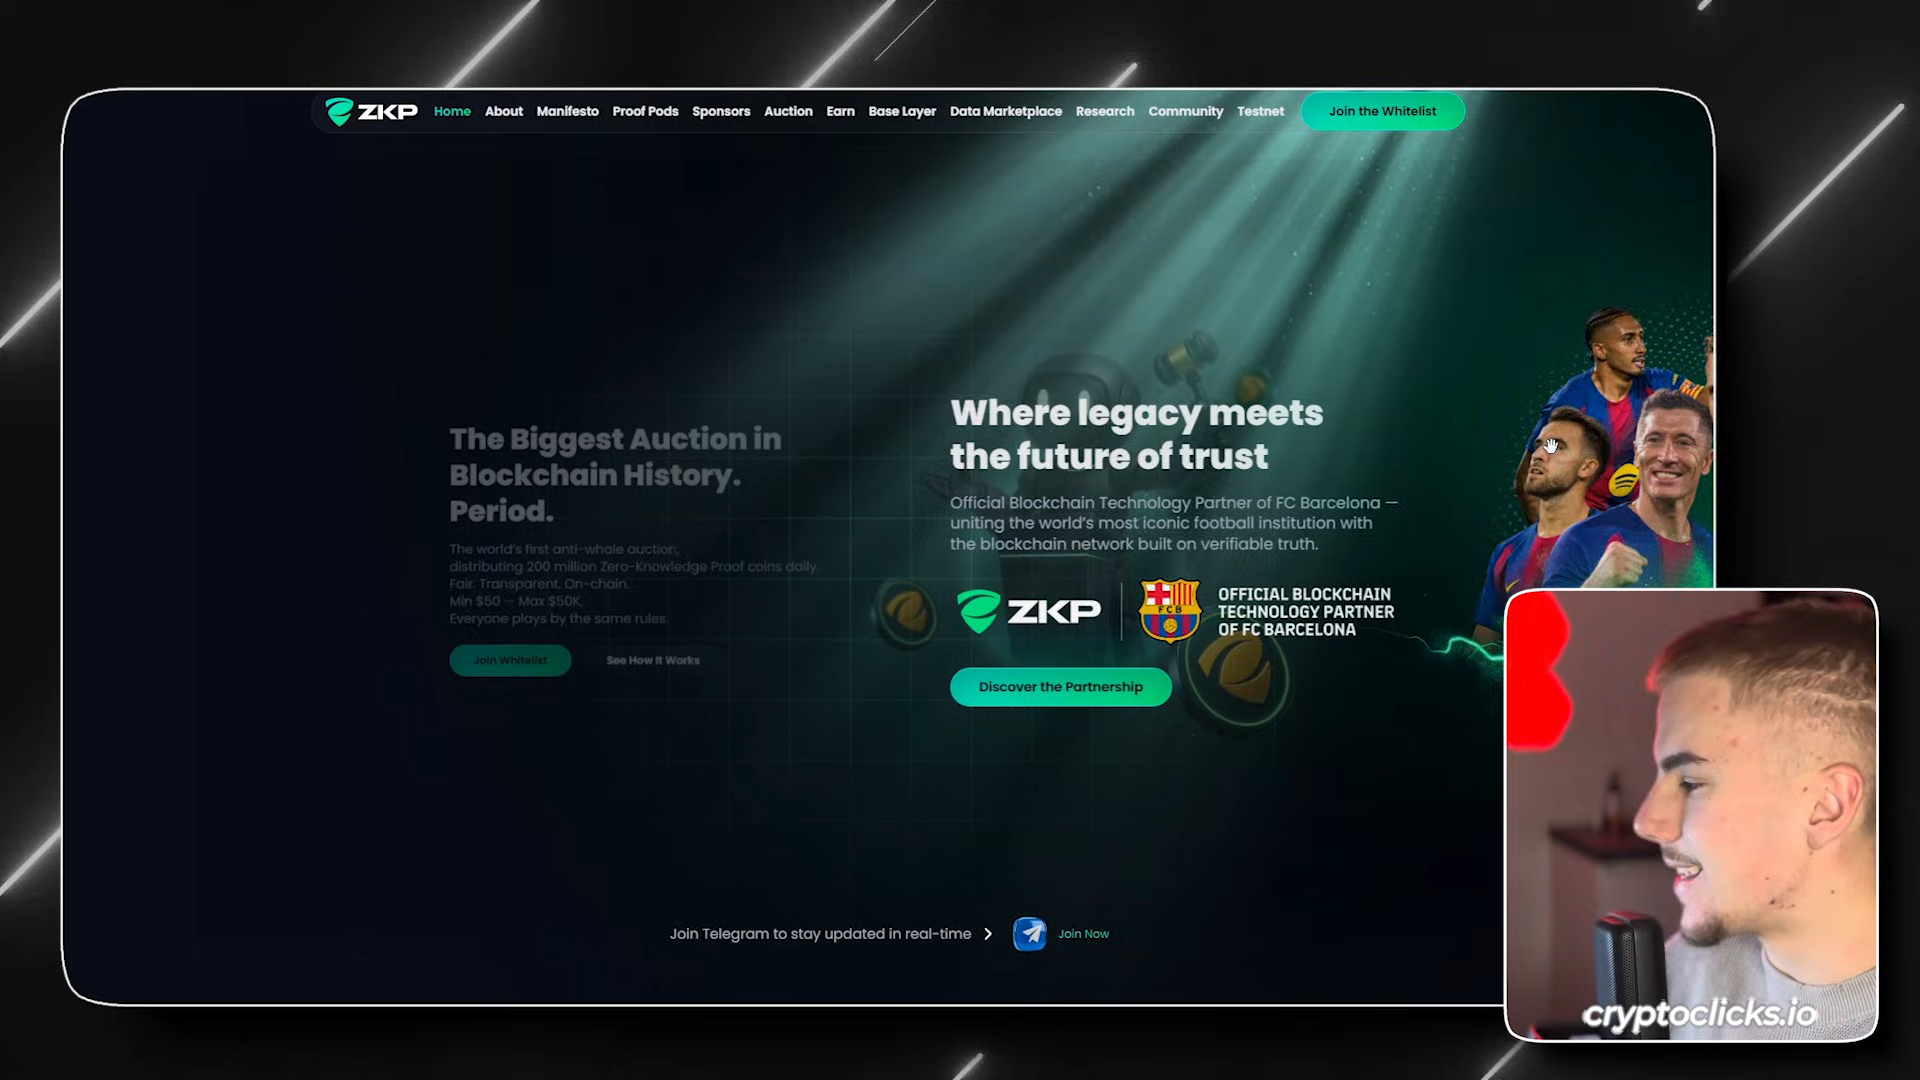 ZKP
Home About Manifesto Proof Pods Sponsors Auction Earn Base Layer Data Marketplace Research Community Testnet Join the Whitelist
The Biggest Auction in
Blockchain History.
Period.
The world's first anti-whale auction,
distributing 200 million Zero-Knowledge Proof coins daily.
Fair. Transparent. On-chain.
Min $50 — Max $50K.
Everyone plays by the same rules.
Join Whitelist See How It Works
Where legacy meets
the future of trust
Official Blockchain Technology Partner of FC Barcelona —
uniting the world's most iconic football institution with
the blockchain network built on verifiable truth.
ZKP
FCB
OFFICIAL BLOCKCHAIN
TECHNOLOGY PARTNER
OF FC BARCELONA
Discover the Partnership
Join Telegram to stay updated in real-time Join Now
cryptoclicks.io